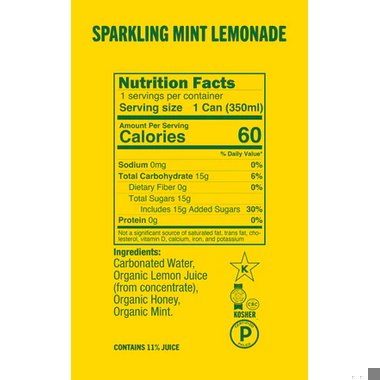 SPARKLING MINT LEMONADE
Nutrition Facts
1 servings per container
Serving size 1 Can (350ml)
Amount Per Serving
Calories 60
% Daily Value*
Sodium 0mg 0%
Total Carbohydrate 15g 6%
Dietary Fiber 0g 0%
Total Sugars 15g
Includes 15g Added Sugars 30%
Protein 0g 0%
Not a significant source of saturated fat, trans fat, cho-
lesterol, vitamin D, calcium, iron, and potassium
Ingredients:
Carbonated Water,
Organic Lemon Juice
(from concentrate),
Organic Honey,
Organic Mint.
K
CRC
KOSHER
P
CONTAINS 11% JUICE